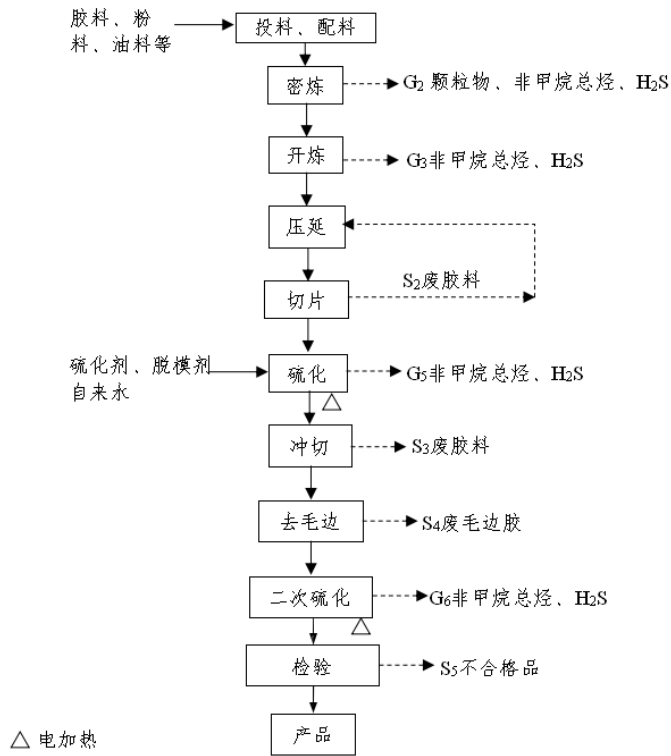 胶料、粉
料、油料等
投料、配料
密炼
G2 颗粒物、非甲烷总烃、H2S
开炼
G3非甲烷总烃、H2S
压延
S2废胶料
切片
硫化剂、脱模剂
自来水
硫化
G5非甲烷总烃、H2S
冲切
S3废胶料
去毛边
S4废毛边胶
二次硫化
G6非甲烷总烃、H2S
检验
S5不合格品
产品
△ 电加热